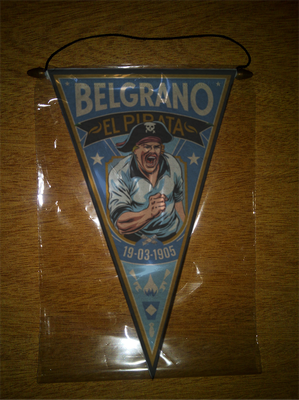 BELGRANO
EL PIRATA
19-03-1905